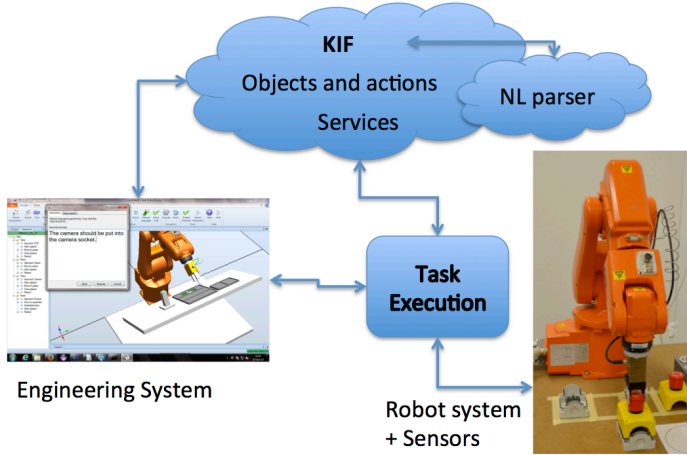 KIF
Objects and actions
Services
NL parser
The camera should be put into
the camera socket.
Task
Execution
Engineering System
Robot system
+ Sensors